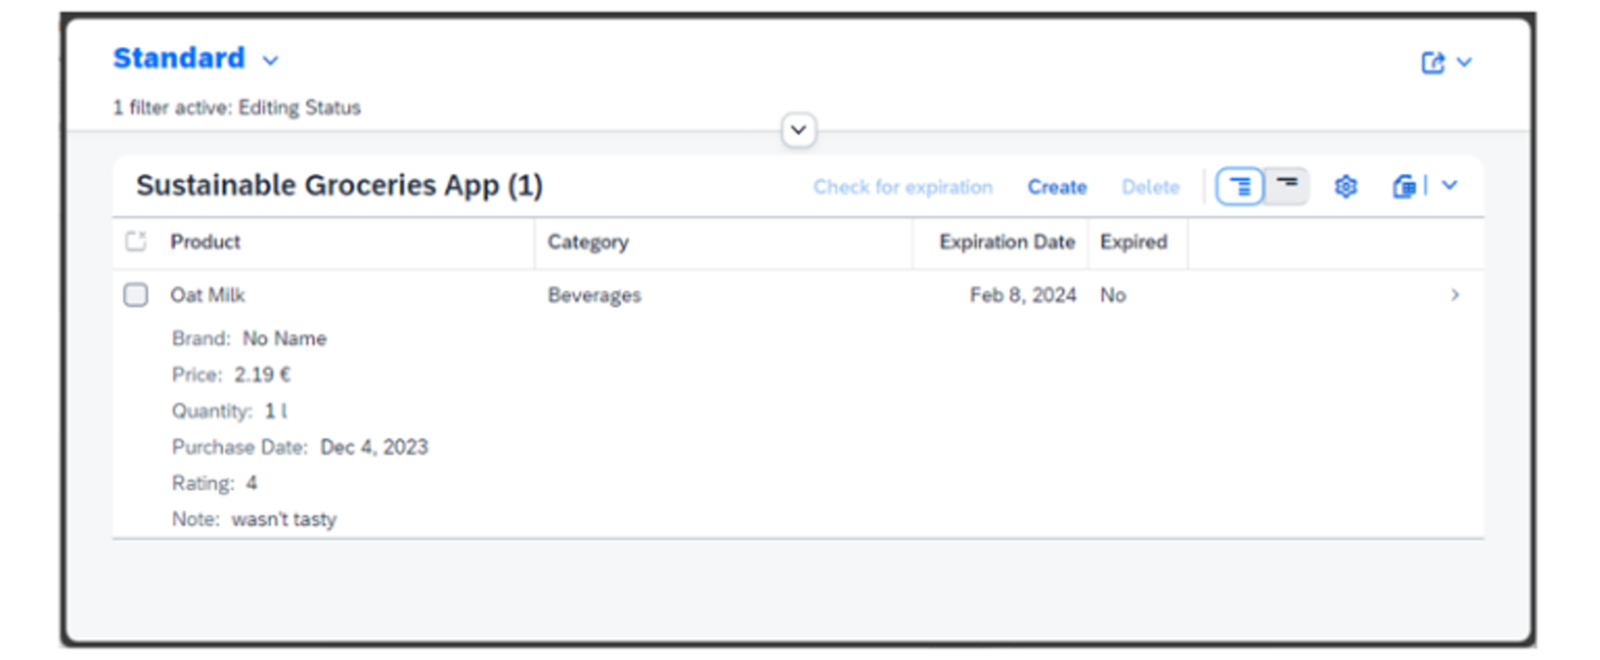 Standard
1 filter active: Editing Status
Sustainable Groceries App (1) Check for expiration Create Delete
Product Category Expiration Date Expired
Oat Milk Beverages Feb 8, 2024 No
Brand: No Name
Price: 2.19 €
Quantity: 1 l
Purchase Date: Dec 4, 2023
Rating: 4
Note: wasn't tasty